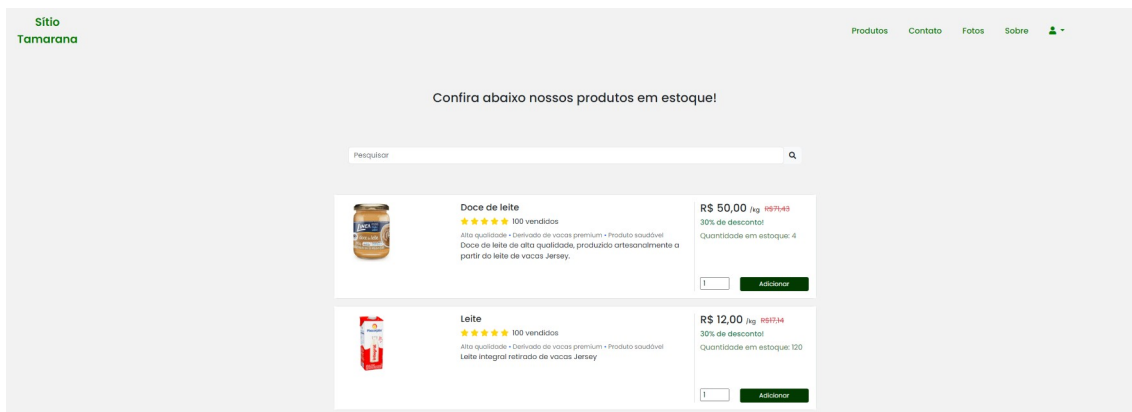 Sítio
Tamarana
Produtos Contato Fotos Sobre
Confira abaixo nossos produtos em estoque!
Pesquisar
Doce de leite
100 vendidos
Alta qualidade • Derivado de vacas premium • Produto saudável
Doce de leite de alta qualidade, produzido artesanalmente a
partir do leite de vacas Jersey.
R$ 50,00 /kg R$71,43
30% de desconto!
Quantidade em estoque: 4
1 Adicionar
Leite
100 vendidos
Alta qualidade • Derivado de vacas premium • Produto saudável
Leite integral retirado de vacas Jersey
R$ 12,00 /kg R$17,14
30% de desconto!
Quantidade em estoque: 120
1 Adicionar